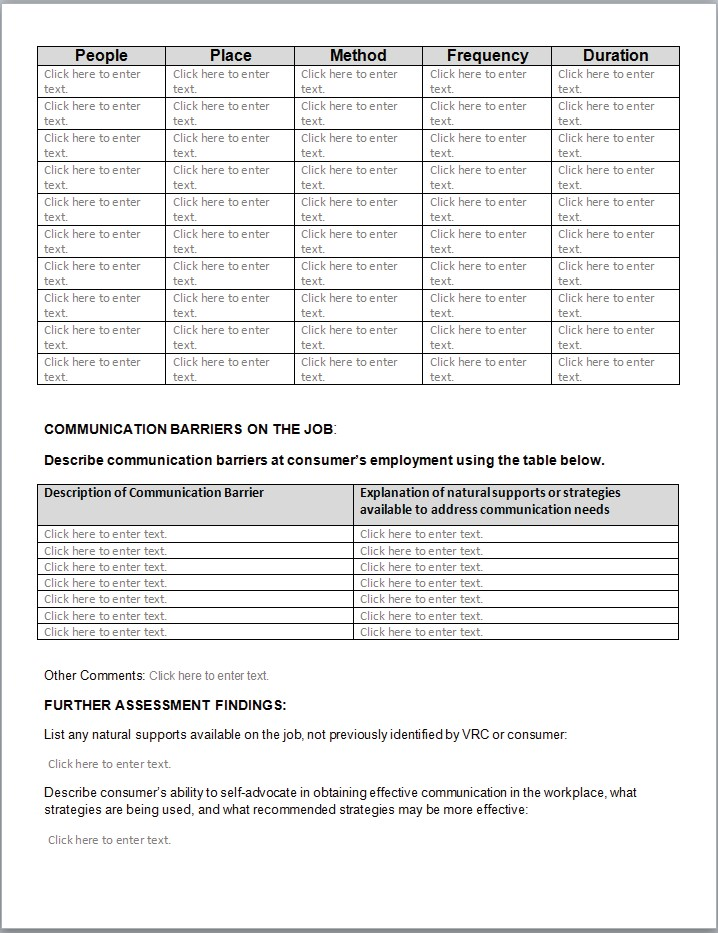 People Place Method Frequency Duration
Click here to enter Click here to enter Click here to enter Click here to enter Click here to enter
text. text. text. text. text.
Click here to enter Click here to enter Click here to enter Click here to enter Click here to enter
text. text. text. text. text.
Click here to enter Click here to enter Click here to enter Click here to enter Click here to enter
text. text. text. text. text.
Click here to enter Click here to enter Click here to enter Click here to enter Click here to enter
text. text. text. text. text.
Click here to enter Click here to enter Click here to enter Click here to enter Click here to enter
text. text. text. text. text.
Click here to enter Click here to enter Click here to enter Click here to enter Click here to enter
text. text. text. text. text.
Click here to enter Click here to enter Click here to enter Click here to enter Click here to enter
text. text. text. text. text.
Click here to enter Click here to enter Click here to enter Click here to enter Click here to enter
text. text. text. text. text.
Click here to enter Click here to enter Click here to enter Click here to enter Click here to enter
text. text. text. text. text.
Click here to enter Click here to enter Click here to enter Click here to enter Click here to enter
text. text. text. text. text.
COMMUNICATION BARRIERS ON THE JOB:
Describe communication barriers at consumer's employment using the table below.
Description of Communication Barrier Explanation of natural supports or strategies
available to address communication needs
Click here to enter text. Click here to enter text.
Click here to enter text. Click here to enter text.
Click here to enter text. Click here to enter text.
Click here to enter text. Click here to enter text.
Click here to enter text. Click here to enter text.
Click here to enter text. Click here to enter text.
Click here to enter text. Click here to enter text.
Other Comments: Click here to enter text.
FURTHER ASSESSMENT FINDINGS:
List any natural supports available on the job, not previously identified by VRC or consumer:
Click here to enter text.
Describe consumer's ability to self-advocate in obtaining effective communication in the workplace, what
strategies are being used, and what recommended strategies may be more effective:
Click here to enter text.